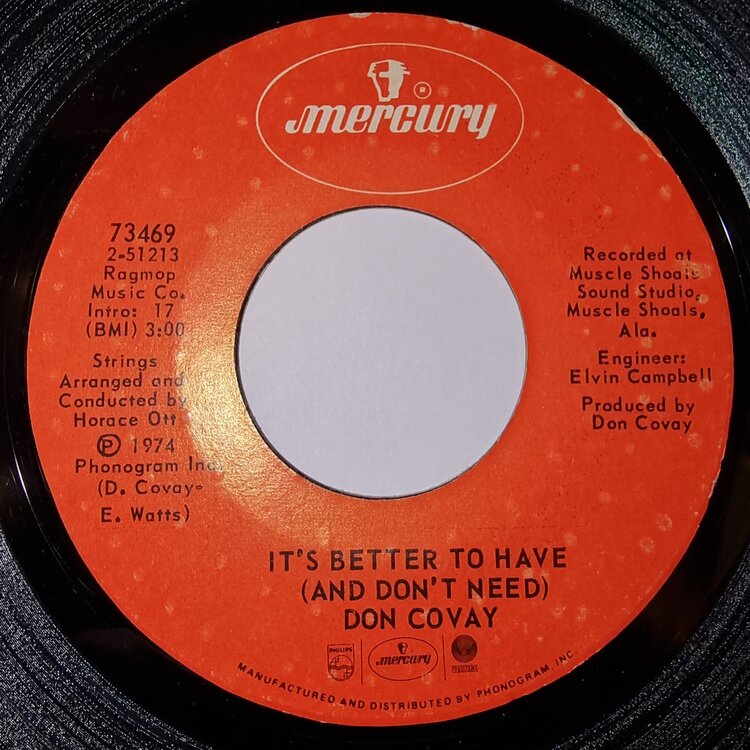 mercury
®
73469
2-51213
Ragmop
Music Co.
Intro: 17
(BMI) 3:00
Strings
Arranged and
Conducted by
Horace Ott
℗ 1974
Phonogram Inc.
(D. Covay-
E. Watts)
Recorded at
Muscle Shoals
Sound Studio,
Muscle Shoals,
Ala.
Engineer:
Elvin Campbell
Produced by
Don Covay
IT'S BETTER TO HAVE
(AND DON'T NEED)
DON COVAY
PHILIPS
mercury
VERTIGO
MANUFACTURED AND DISTRIBUTED BY PHONOGRAM, INC.